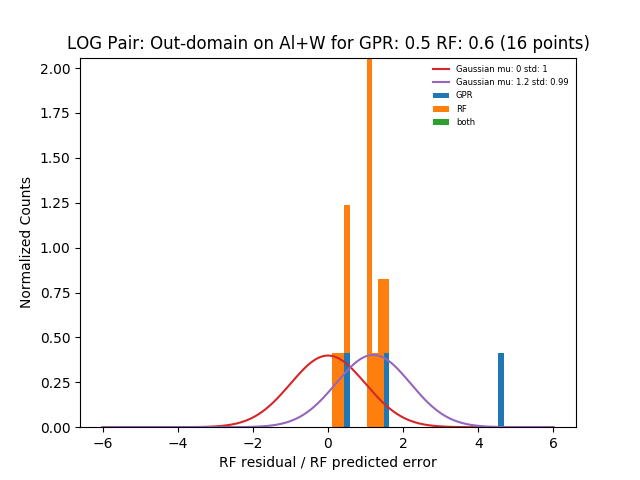 LOG Pair: Out-domain on Al+W for GPR: 0.5 RF: 0.6 (16 points)
Gaussian mu: 0 std: 1
Gaussian mu: 1.2 std: 0.99
GPR
RF
both
Normalized Counts
2.00
1.75
1.50
1.25
1.00
0.75
0.50
0.25
0.00
−6 −4 −2 0 2 4 6
RF residual / RF predicted error